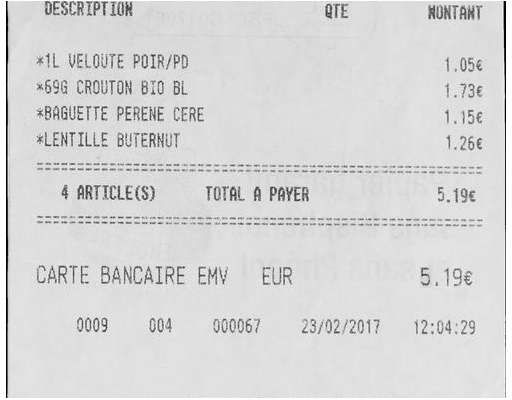 DESCRIPTION QTE MONTANT
*1L VELOUTE POIR/PD 1.05€
*69G CROUTON BIO BL 1.73€
*BAGUETTE PERENE CERE 1.15€
*LENTILLE BUTERNUT 1.26€
4 ARTICLE(S) TOTAL A PAYER 5.19€
CARTE BANCAIRE EMV EUR 5.19€
0009 004 000067 23/02/2017 12:04:29